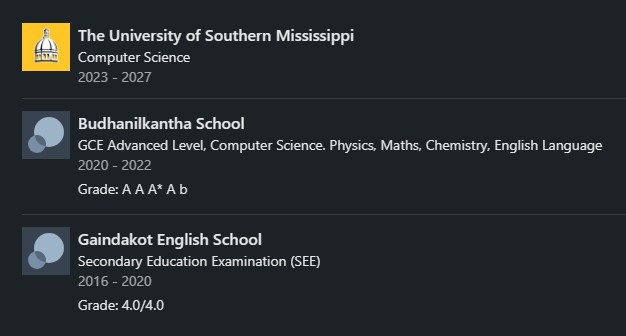 The University of Southern Mississippi
Computer Science
2023 - 2027
Budhanilkantha School
GCE Advanced Level, Computer Science. Physics, Maths, Chemistry, English Language
2020 - 2022
Grade: A A A* A b
Gaindakot English School
Secondary Education Examination (SEE)
2016 - 2020
Grade: 4.0/4.0